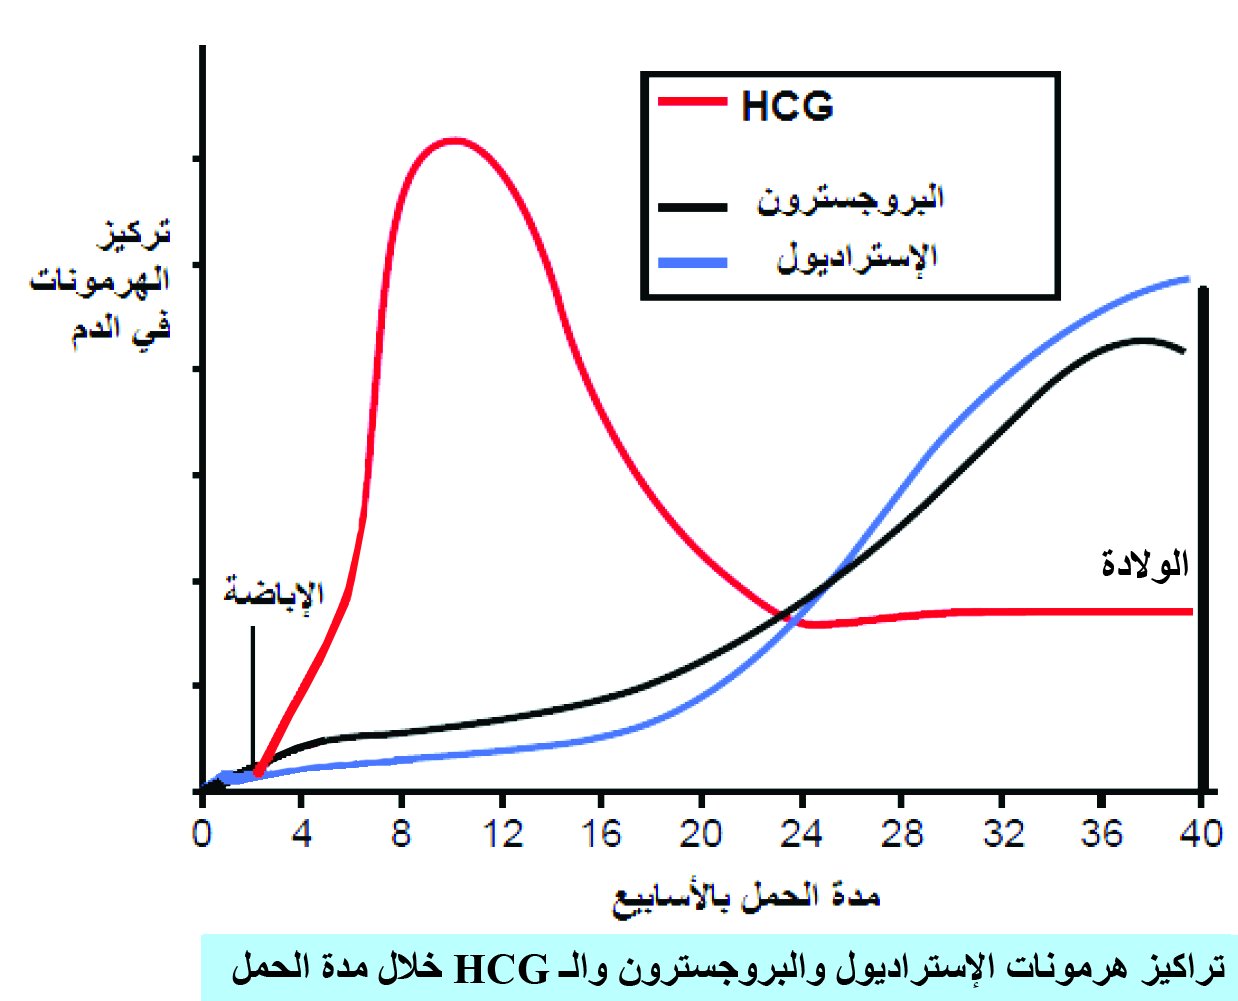 HCG
البروجسترون
الإستراديول
تركيز
الهرمونات
في الدم
الإباضة
الولادة
0 4 8 12 16 20 24 28 32 36 40
مدة الحمل بالأسابيع
تراكيز هرمونات الإستراديول والبروجسترون والـ HCG خلال مدة الحمل